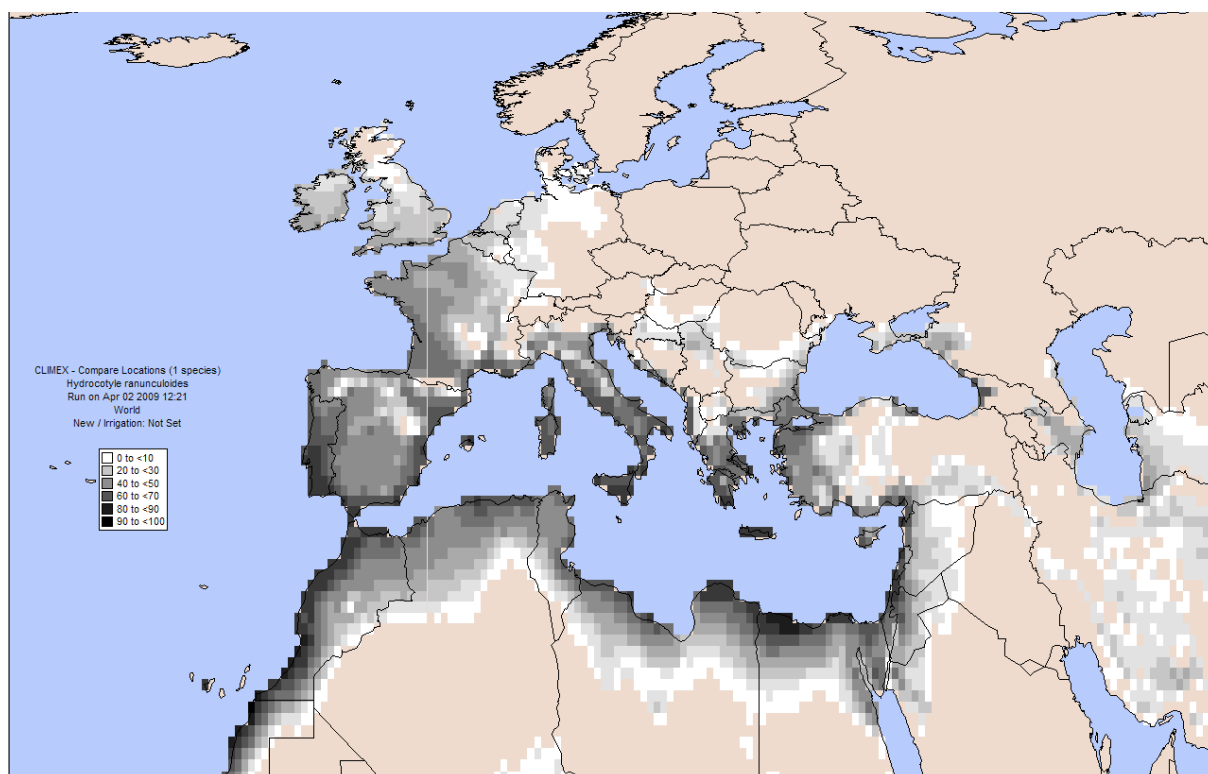 CLIMEX - Compare Locations (1 species)
Hydrocotyle ranunculoides
Run on Apr 02 2009 12:21
World
New / Irrigation: Not Set
0 to <10
20 to <30
40 to <50
60 to <70
80 to <90
90 to <100